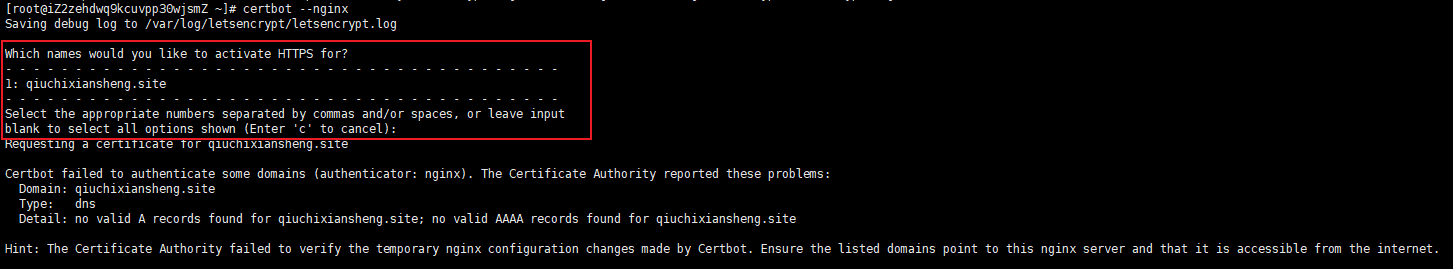 [root@iZ2zehdwq9kcuvpp30wjsmZ ~]# certbot --nginx
Saving debug log to /var/log/letsencrypt/letsencrypt.log
Which names would you like to activate HTTPS for?
- - - - - - - - - - - - - - - - - - - - - - - - - - - - - - - - - - - - - - - -
1: qiuchixiansheng.site
- - - - - - - - - - - - - - - - - - - - - - - - - - - - - - - - - - - - - - - -
Select the appropriate numbers separated by commas and/or spaces, or leave input
blank to select all options shown (Enter 'c' to cancel):
Requesting a certificate for qiuchixiansheng.site
Certbot failed to authenticate some domains (authenticator: nginx). The Certificate Authority reported these problems:
Domain: qiuchixiansheng.site
Type: dns
Detail: no valid A records found for qiuchixiansheng.site; no valid AAAA records found for qiuchixiansheng.site
Hint: The Certificate Authority failed to verify the temporary nginx configuration changes made by Certbot. Ensure the listed domains point to this nginx server and that it is accessible from the internet.